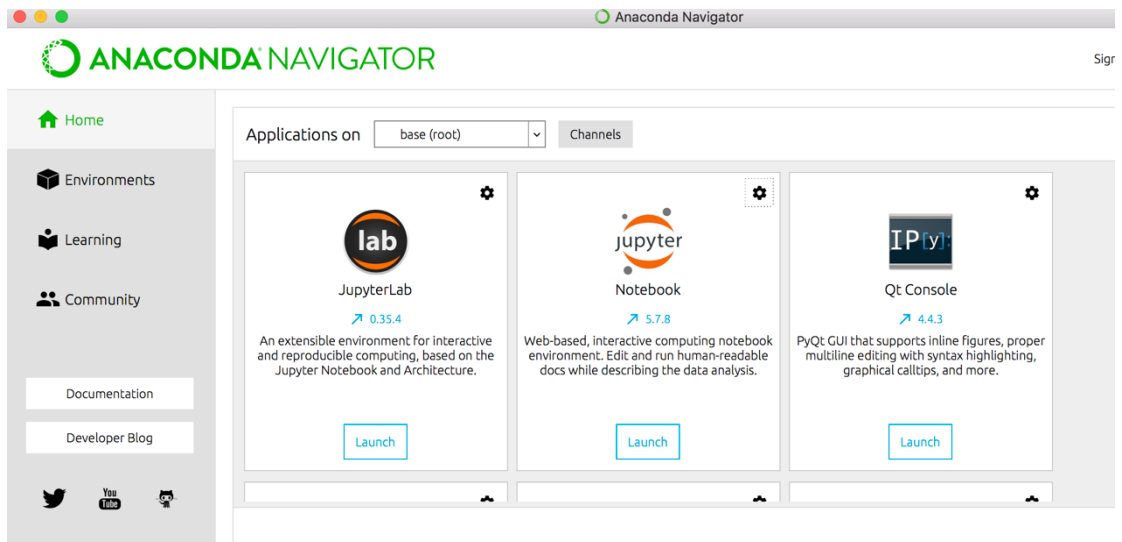 Anaconda Navigator
ANACONDA NAVIGATOR
Home
Environments
Learning
Community
Documentation
Developer Blog
You
Tube
Applications on base (root) Channels
lab
JupyterLab
0.35.4
An extensible environment for interactive
and reproducible computing, based on the
Jupyter Notebook and Architecture.
Launch
jupyter
Notebook
5.7.8
Web-based, interactive computing notebook
environment. Edit and run human-readable
docs while describing the data analysis.
Launch
IP[y]:
Qt Console
4.4.3
PyQt GUI that supports inline figures, proper
multiline editing with syntax highlighting,
graphical calltips, and more.
Launch